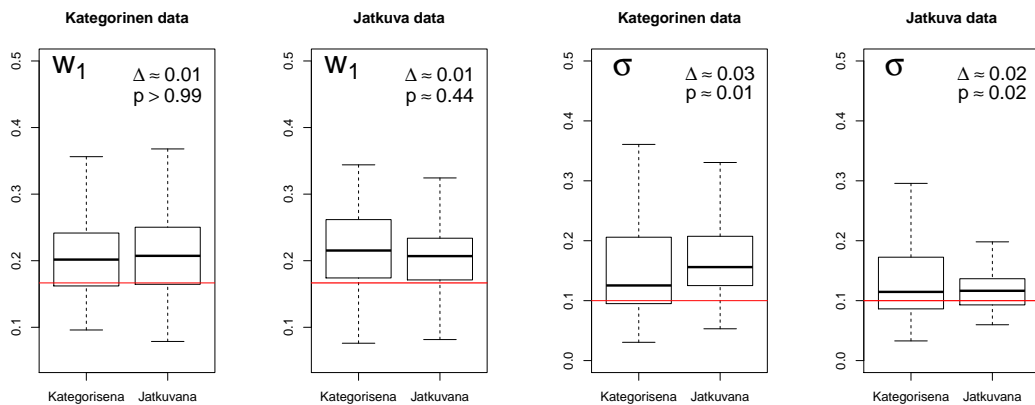 Kategorinen data
0.1 0.2 0.3 0.4 0.5
w1
Δ ≈ 0.01
p > 0.99
Kategorisena Jatkuvana
Jatkuva data
0.1 0.2 0.3 0.4 0.5
w1
Δ ≈ 0.01
p ≈ 0.44
Kategorisena Jatkuvana
Kategorinen data
0.0 0.1 0.2 0.3 0.4 0.5
σ
Δ ≈ 0.03
p ≈ 0.01
Kategorisena Jatkuvana
Jatkuva data
0.0 0.1 0.2 0.3 0.4 0.5
σ
Δ ≈ 0.02
p ≈ 0.02
Kategorisena Jatkuvana